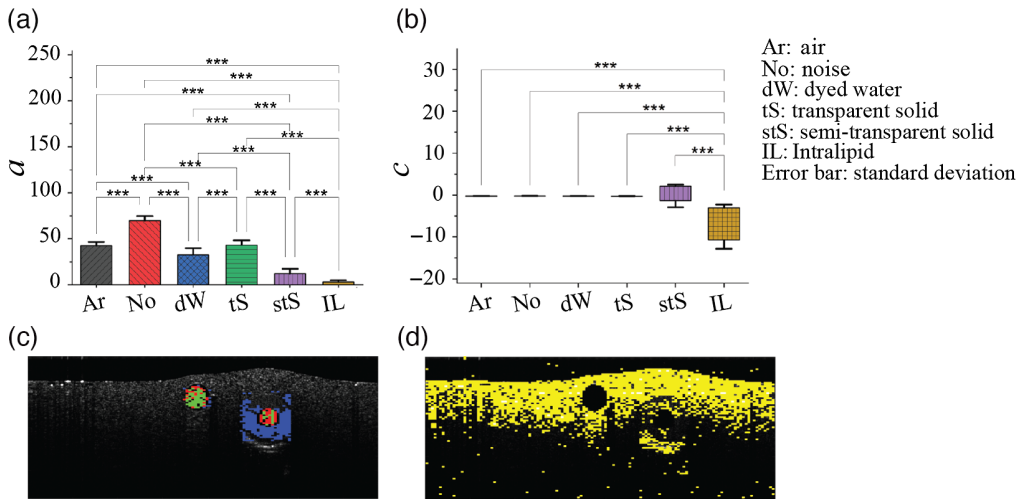 (a)
250
200
150
100
50
0
a
***
***
***
***
***
***
***
***
***
***
***
***
***
***
Ar
No
dW
tS
stS
IL
(b)
30
20
10
0
−10
−20
c
***
***
***
***
***
Ar
No
dW
tS
stS
IL
Ar: air
No: noise
dW: dyed water
tS: transparent solid
stS: semi-transparent solid
IL: Intralipid
Error bar: standard deviation
(c)
(d)